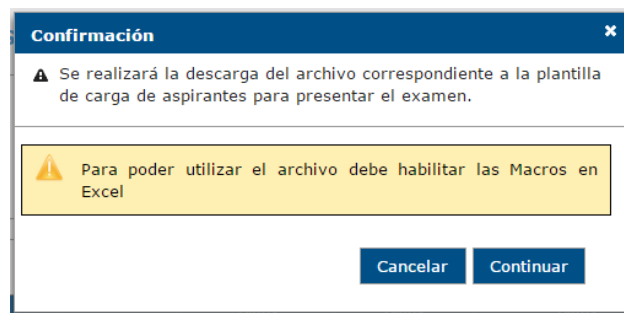 Confirmación
Se realizará la descarga del archivo correspondiente a la plantilla
de carga de aspirantes para presentar el examen.
Para poder utilizar el archivo debe habilitar las Macros en
Excel
Cancelar Continuar